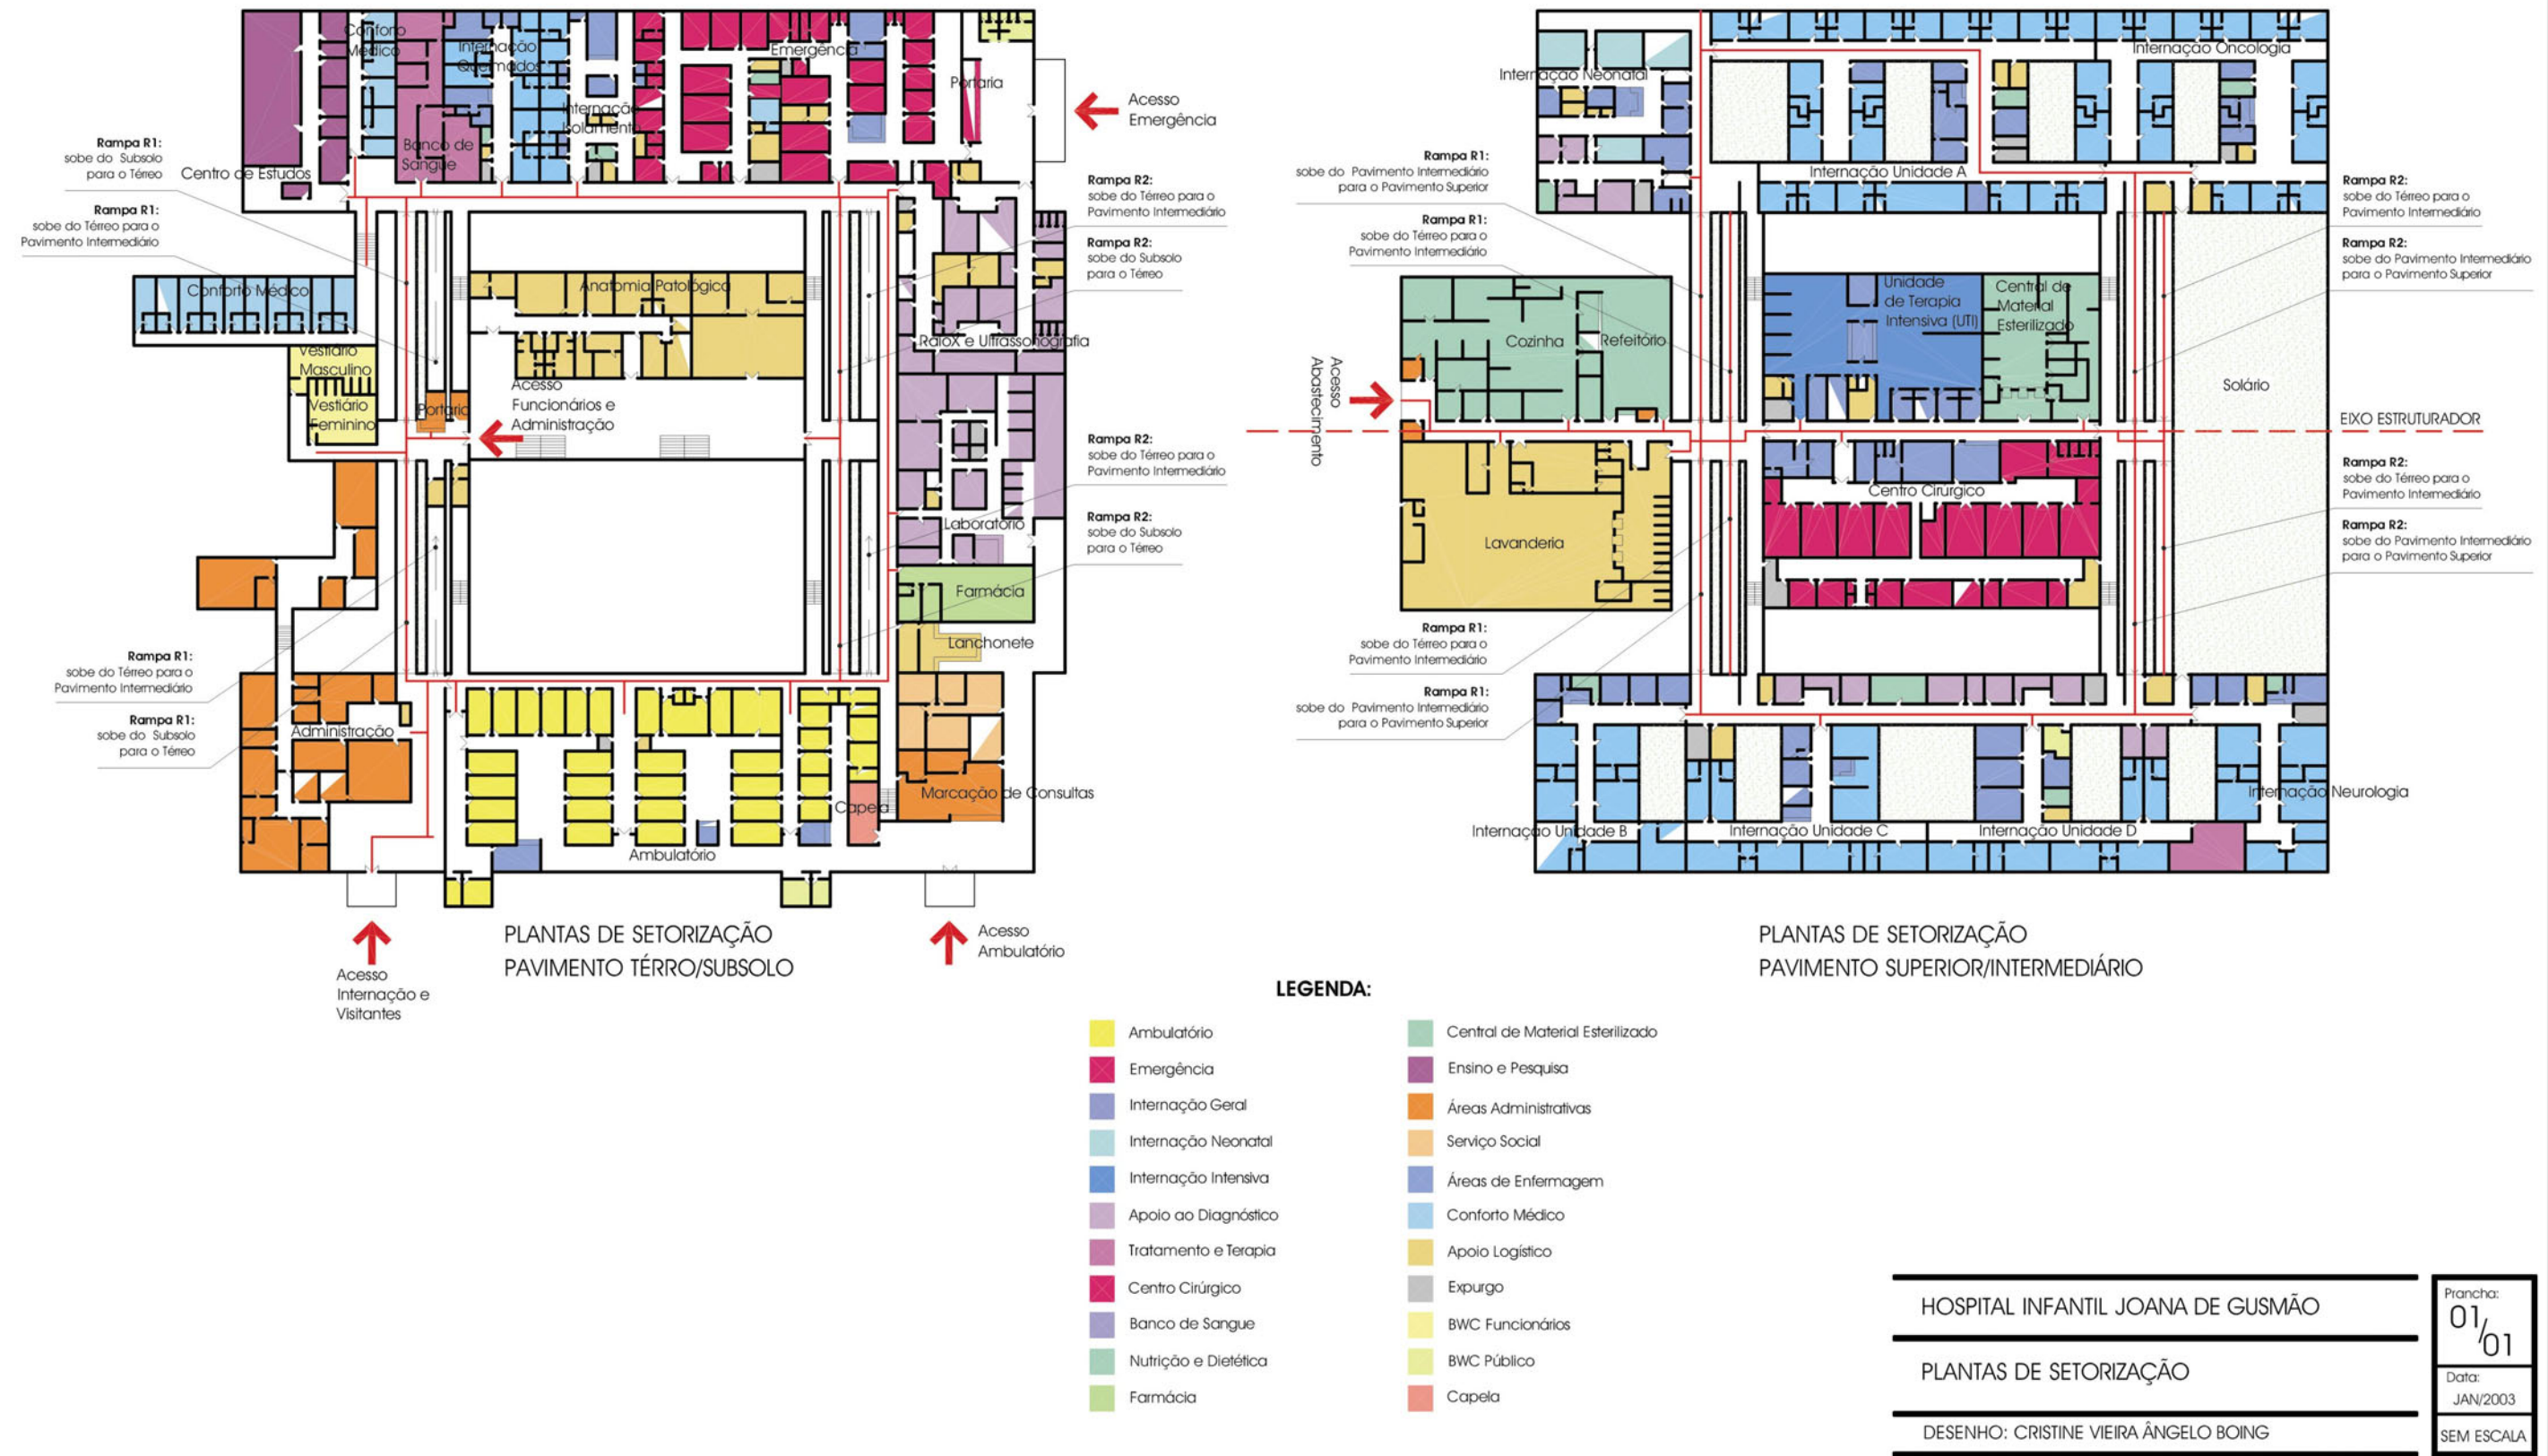 Conforto
Médico
Internação
Queimados
Emergência
Portaria
Internação
Isolamento
Banco de
Sangue
Centro de Estudos
Acesso
Emergência
Rampa R1:
sobe do Subsolo
para o Térreo
Rampa R1:
sobe do Térreo para o
Pavimento Intermediário
Rampa R2:
sobe do Térreo para o
Pavimento Intermediário
Rampa R2:
sobe do Subsolo
para o Térreo
Conforto Médico
Anatomia Patológica
RaioX e Ultrassonografia
Vestiário
Masculino
Vestiário
Feminino
Portaria
Acesso
Funcionários e
Administração
Rampa R2:
sobe do Térreo para o
Pavimento Intermediário
Rampa R2:
sobe do Subsolo
para o Térreo
Laboratório
Farmácia
Lanchonete
Rampa R1:
sobe do Térreo para o
Pavimento Intermediário
Rampa R1:
sobe do Subsolo
para o Térreo
Administração
Marcação de Consultas
Capela
Ambulatório
Acesso
Internação e
Visitantes
PLANTAS DE SETORIZAÇÃO
PAVIMENTO TÉRRO/SUBSOLO
Acesso
Ambulatório
Internação Oncologia
Internação Neonatal
Internação Unidade A
Rampa R1:
sobe do Pavimento Intermediário
para o Pavimento Superior
Rampa R1:
sobe do Térreo para o
Pavimento Intermediário
Rampa R2:
sobe do Térreo para o
Pavimento Intermediário
Rampa R2:
sobe do Pavimento Intermediário
para o Pavimento Superior
Unidade
de Terapia
Intensiva (UTI)
Central de
Material
Esterilizado
Cozinha
Refeitório
Solário
Acesso
Abastecimento
EIXO ESTRUTURADOR
Centro Cirúrgico
Lavanderia
Rampa R2:
sobe do Térreo para o
Pavimento Intermediário
Rampa R2:
sobe do Pavimento Intermediário
para o Pavimento Superior
Rampa R1:
sobe do Térreo para o
Pavimento Intermediário
Rampa R1:
sobe do Pavimento Intermediário
para o Pavimento Superior
Internação Neurologia
Internação Unidade B
Internação Unidade C
Internação Unidade D
PLANTAS DE SETORIZAÇÃO
PAVIMENTO SUPERIOR/INTERMEDIÁRIO
LEGENDA:
Ambulatório
Emergência
Internação Geral
Internação Neonatal
Internação Intensiva
Apoio ao Diagnóstico
Tratamento e Terapia
Centro Cirúrgico
Banco de Sangue
Nutrição e Dietética
Farmácia
Central de Material Esterilizado
Ensino e Pesquisa
Áreas Administrativas
Serviço Social
Áreas de Enfermagem
Conforto Médico
Apoio Logístico
Expurgo
BWC Funcionários
BWC Público
Capela
HOSPITAL INFANTIL JOANA DE GUSMÃO
PLANTAS DE SETORIZAÇÃO
DESENHO: CRISTINE VIEIRA ÂNGELO BOING
Prancha:
01/01
Data:
JAN/2003
SEM ESCALA